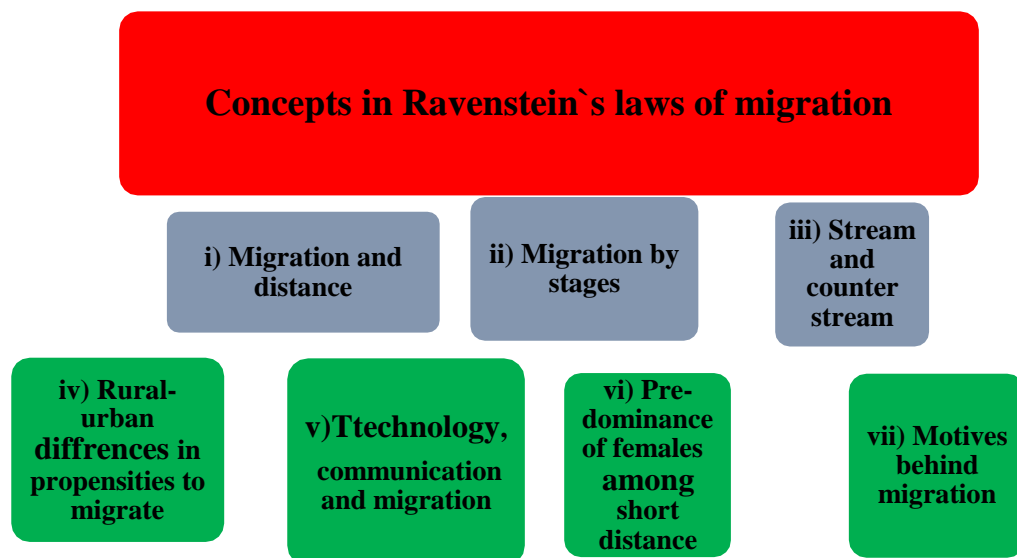 Concepts in Ravenstein`s laws of migration
i) Migration and
distance
ii) Migration by
stages
iii) Stream
and
counter
stream
iv) Rural-
urban
diffrences in
propensities to
migrate
v)Ttechnology,
communication
and migration
vi) Pre-
dominance
of females
among
short
distance
vii) Motives
behind
migration